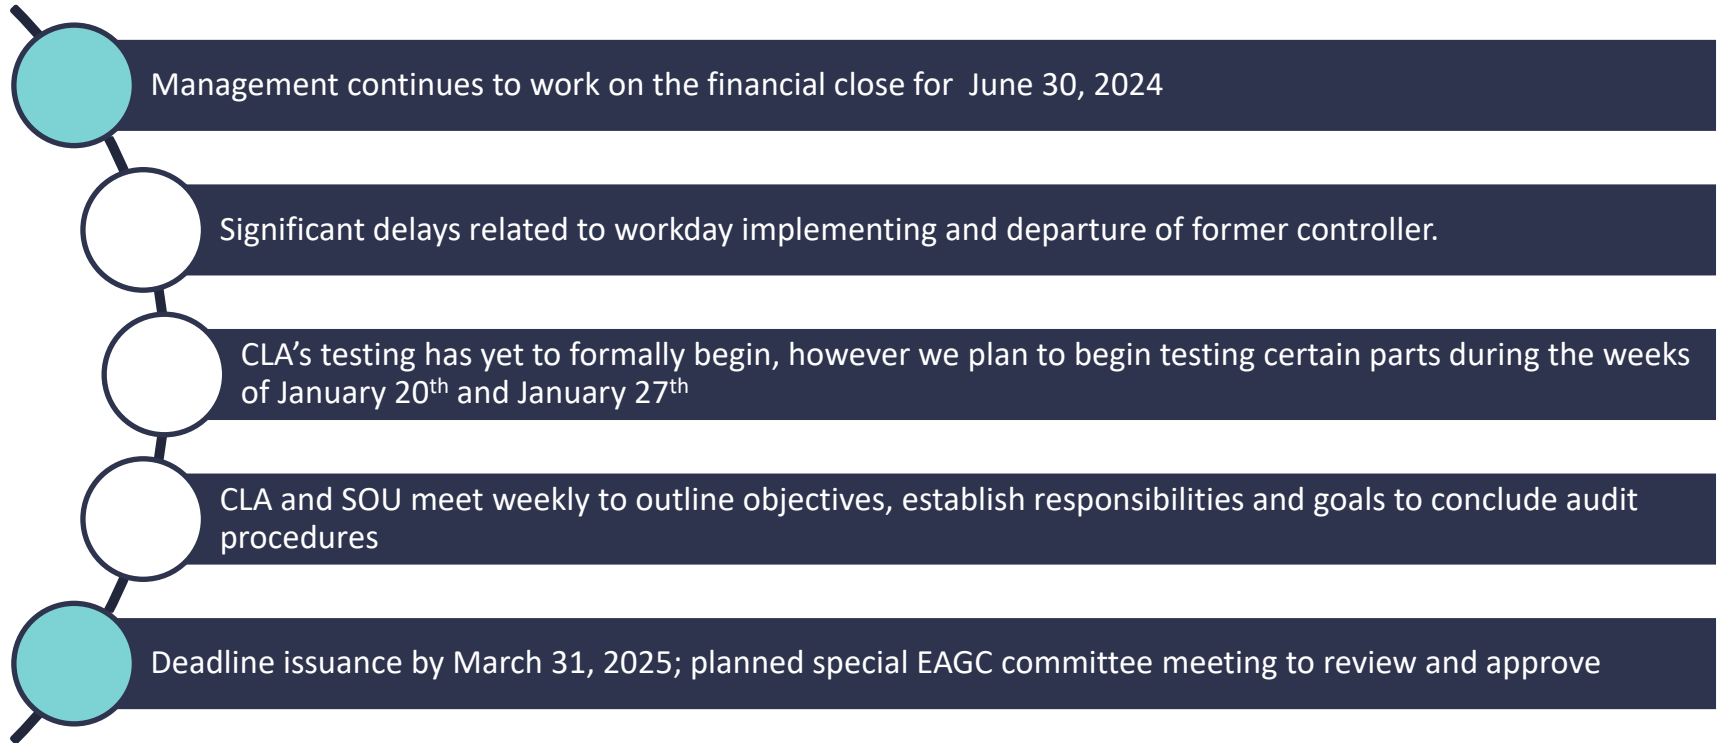 Management continues to work on the financial close for  June 30, 2024
Significant delays related to workday implementing and departure of former controller.
CLA’s testing has yet to formally begin, however we plan to begin testing certain parts during the weeks
of January 20th and January 27th
CLA and SOU meet weekly to outline objectives, establish responsibilities and goals to conclude audit
procedures
Deadline issuance by March 31, 2025; planned special EAGC committee meeting to review and approve